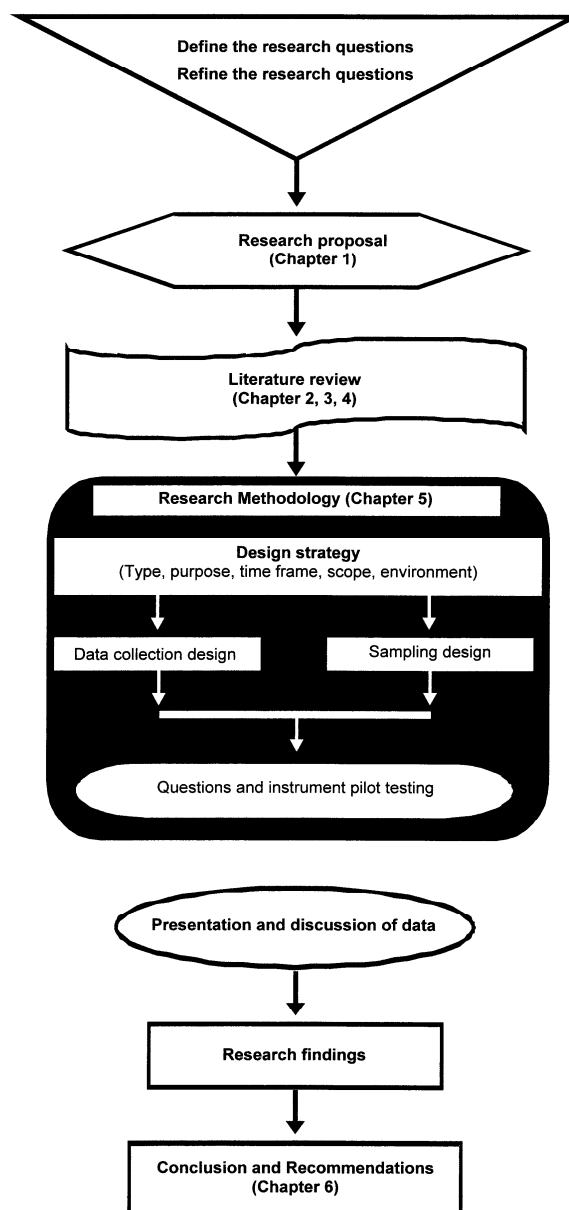 Define the research questions
Refine the research questions
Research proposal
(Chapter 1)
Literature review
(Chapter 2, 3, 4)
Research Methodology (Chapter 5)
Design strategy
(Type, purpose, time frame, scope, environment)
Data collection design
Sampling design
Questions and instrument pilot testing
Presentation and discussion of data
Research findings
Conclusion and Recommendations
(Chapter 6)